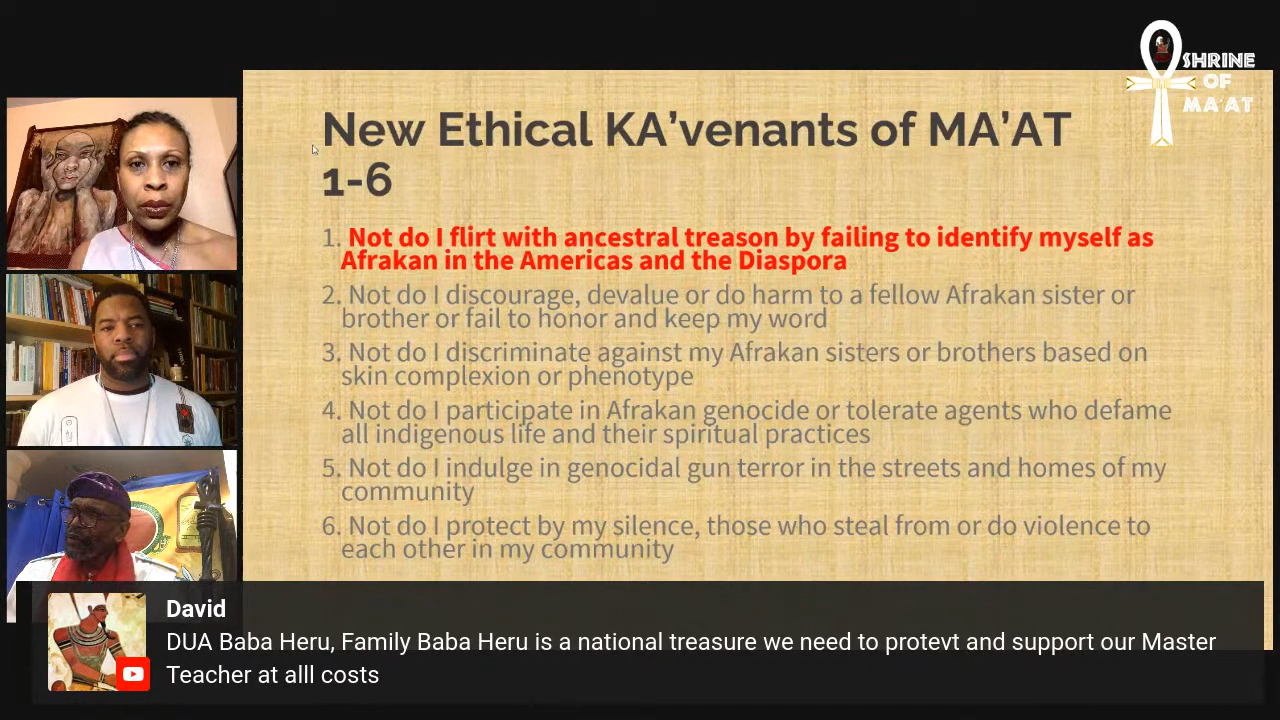 SHRINE
OF
MA'AT
New Ethical KA’venants of MA’AT
1-6
1. Not do I flirt with ancestral treason by failing to identify myself as
Afrakan in the Americas and the Diaspora
2. Not do I discourage, devalue or do harm to a fellow Afrakan sister or
brother or fail to honor and keep my word
3. Not do I discriminate against my Afrakan sisters or brothers based on
skin complexion or phenotype
4. Not do I participate in Afrakan genocide or tolerate agents who defame
all indigenous life and their spiritual practices
5. Not do I indulge in genocidal gun terror in the streets and homes of my
community
6. Not do I protect by my silence, those who steal from or do violence to
each other in my community
David
DUA Baba Heru, Family Baba Heru is a national treasure we need to protevt and support our Master
Teacher at alll costs